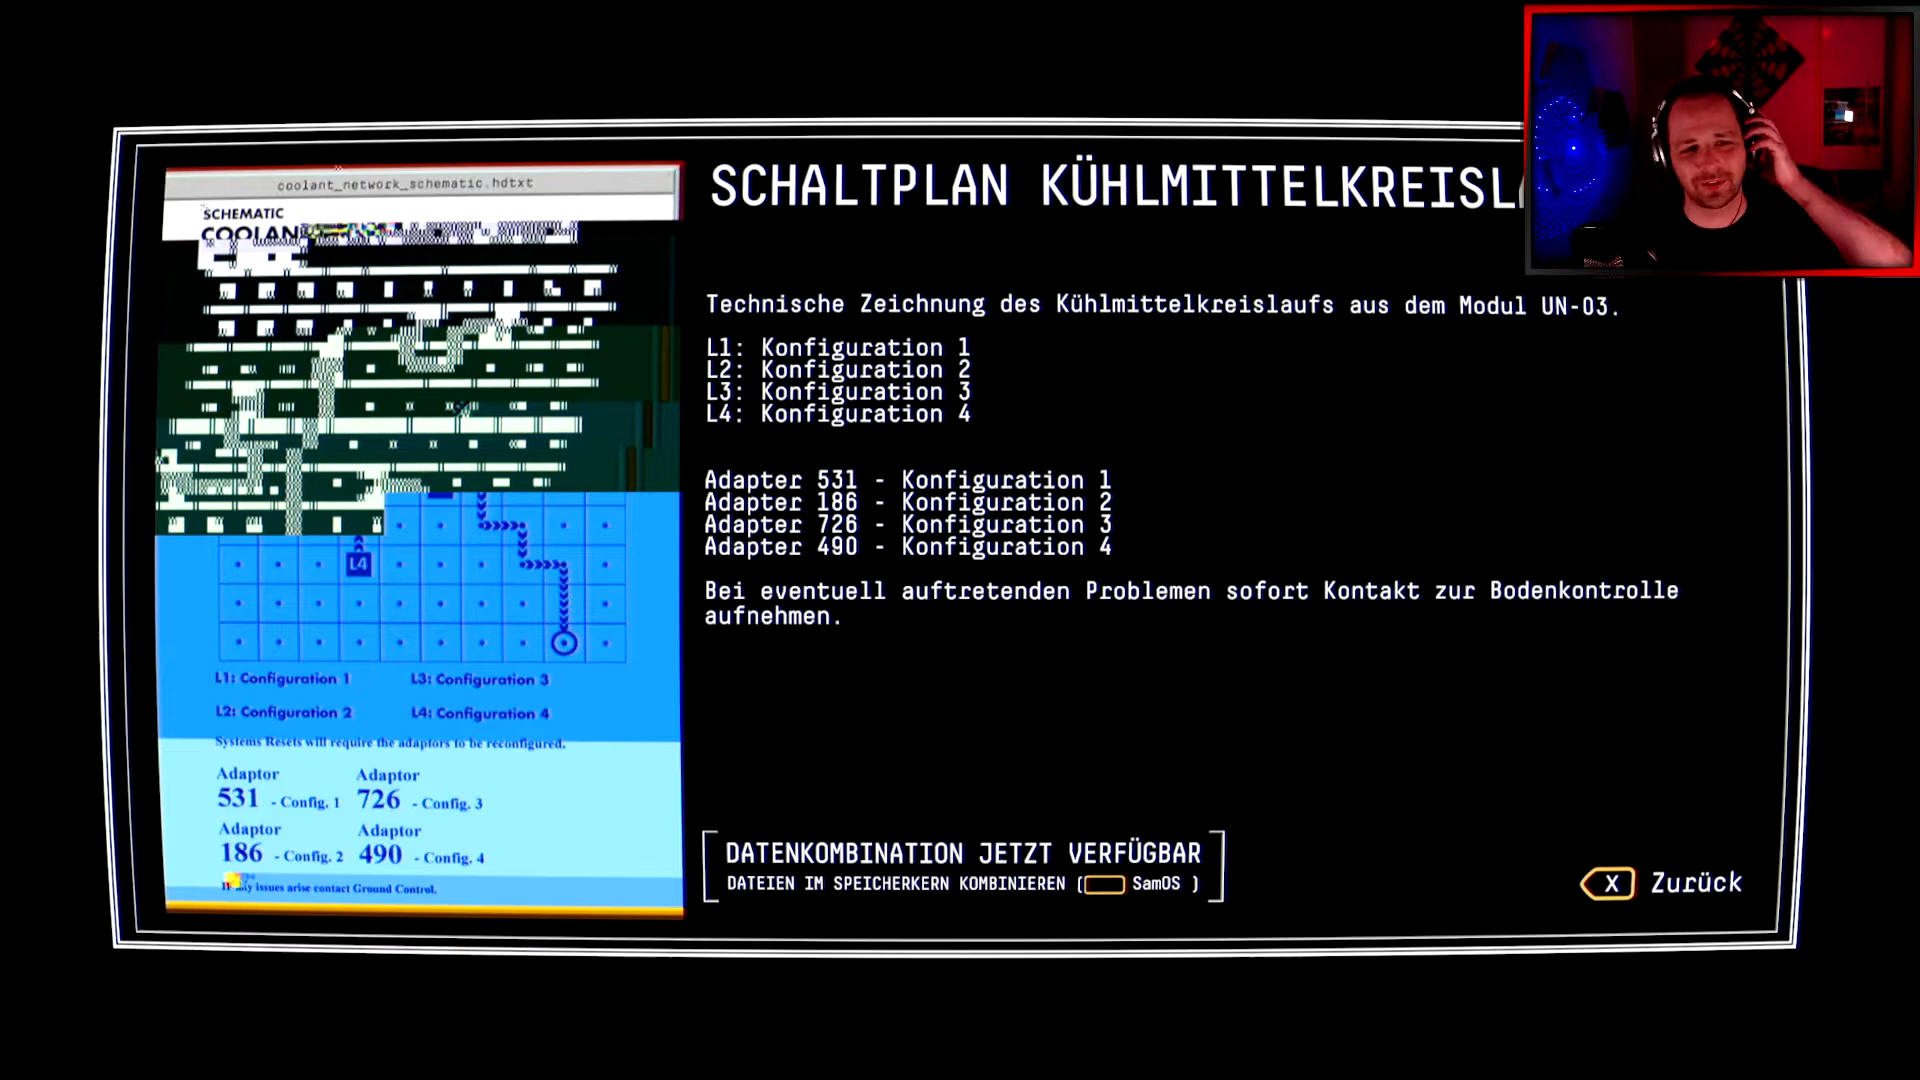 coolant_network_schematic.hdtxt
SCHEMATIC
COOLAN
L4
L1: Configuration 1
L3: Configuration 3
L2: Configuration 2
L4: Configuration 4
Systems Resets will require the adaptors to be reconfigured.
Adaptor
531 - Config. 1
Adaptor
726 - Config. 3
Adaptor
186 - Config. 2
Adaptor
490 - Config. 4
issues arise contact Ground Control.
SCHALTPLAN KÜHLMITTELKREISL
Technische Zeichnung des Kühlmittelkreislaufs aus dem Modul UN-03.
L1: Konfiguration 1
L2: Konfiguration 2
L3: Konfiguration 3
L4: Konfiguration 4
Adapter 531 - Konfiguration 1
Adapter 186 - Konfiguration 2
Adapter 726 - Konfiguration 3
Adapter 490 - Konfiguration 4
Bei eventuell auftretenden Problemen sofort Kontakt zur Bodenkontrolle
aufnehmen.
DATENKOMBINATION JETZT VERFÜGBAR
DATEIEN IM SPEICHERKERN KOMBINIEREN ( SamOS )
X Zurück